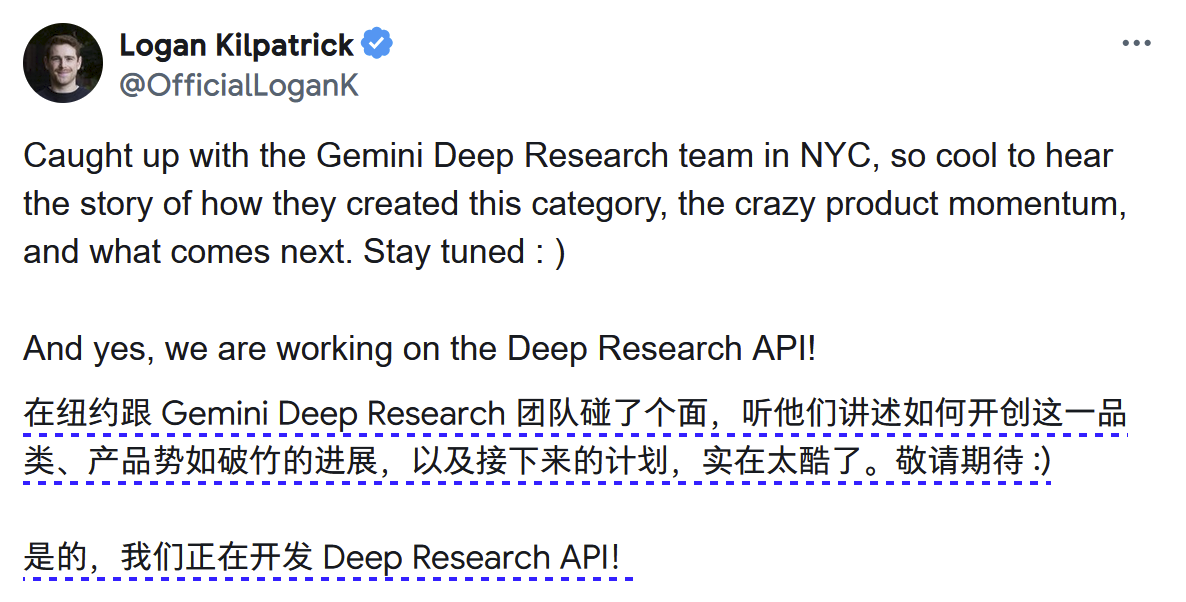 Logan Kilpatrick
@OfficialLoganK
Caught up with the Gemini Deep Research team in NYC, so cool to hear
the story of how they created this category, the crazy product momentum,
and what comes next. Stay tuned : )
And yes, we are working on the Deep Research API!
在纽约跟 Gemini Deep Research 团队碰了个面，听他们讲述如何开创这一品
类、产品势如破竹的进展，以及接下来的计划，实在太酷了。敬请期待 :)
是的，我们正在开发 Deep Research API！